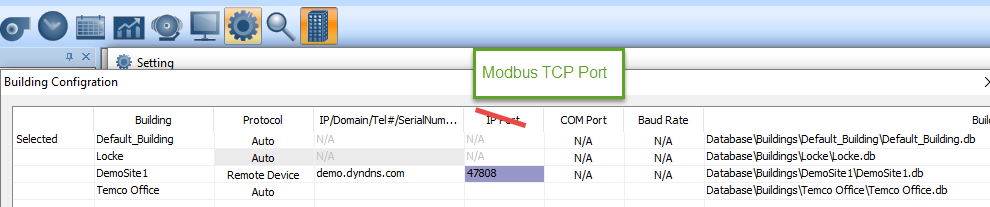 Setting
Modbus TCP Port
Building Configration
Building Protocol IP/Domain/Tel#/SerialNum... IP Port COM Port Baud Rate Buil
Selected Default_Building Auto N/A N/A N/A N/A Database\Buildings\Default_Building\Default_Building.db
Locke Auto N/A N/A N/A N/A Database\Buildings\Locke\Locke.db
DemoSite1 Remote Device demo.dyndns.com 47808 N/A N/A Database\Buildings\DemoSite1\DemoSite1.db
Temco Office Auto Database\Buildings\Temco Office\Temco Office.db